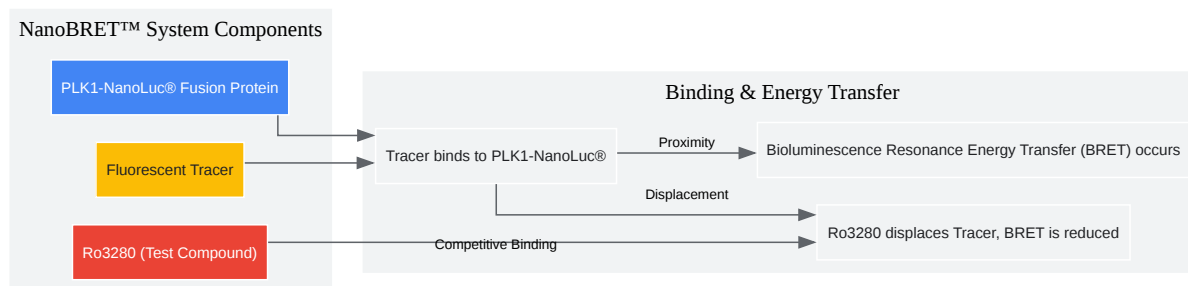 NanoBRET™ System Components
PLK1-NanoLuc® Fusion Protein
Fluorescent Tracer
Ro3280 (Test Compound)
Binding & Energy Transfer
Tracer binds to PLK1-NanoLuc®
Proximity
Bioluminescence Resonance Energy Transfer (BRET) occurs
Displacement
Competitive Binding
Ro3280 displaces Tracer, BRET is reduced